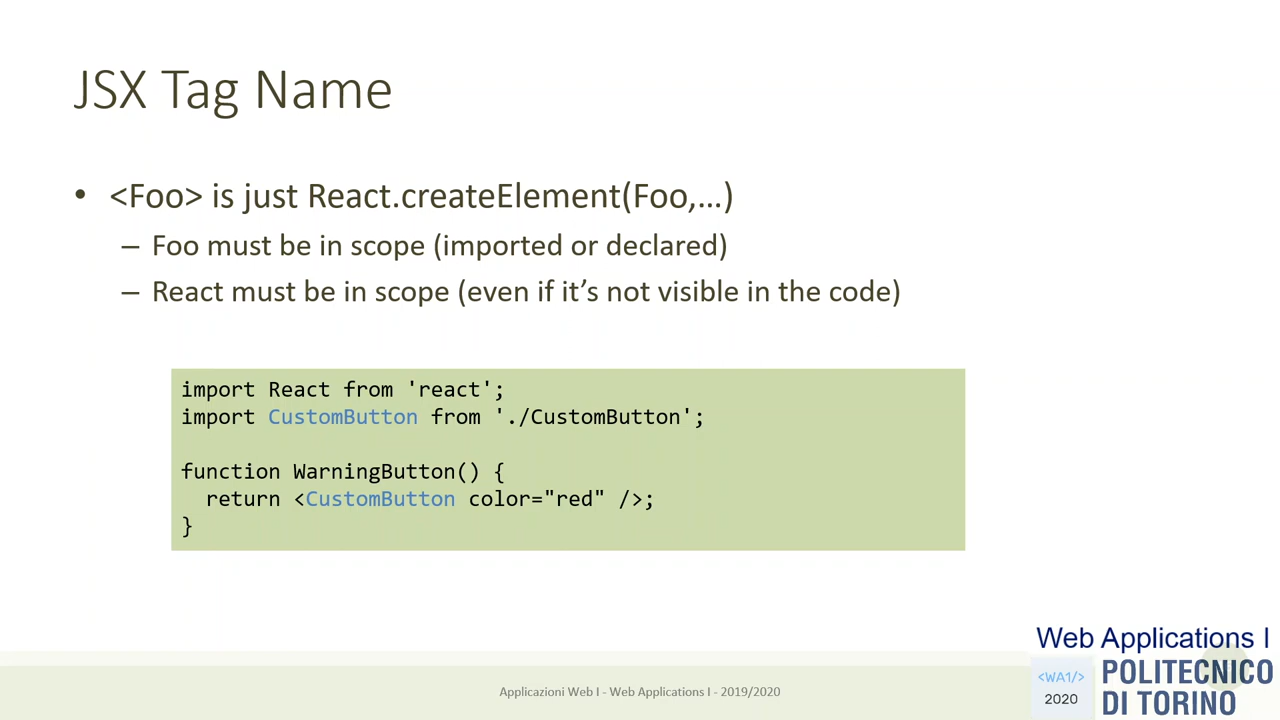 JSX Tag Name
• <Foo> is just React.createElement(Foo,…)
– Foo must be in scope (imported or declared)
– React must be in scope (even if it’s not visible in the code)
import React from 'react';
import CustomButton from './CustomButton';
function WarningButton() {
  return <CustomButton color="red" />;
}
Applicazioni Web I - Web Applications I - 2019/2020
Web Applications I
<WA1/>
2020
POLITECNICO
DI TORINO